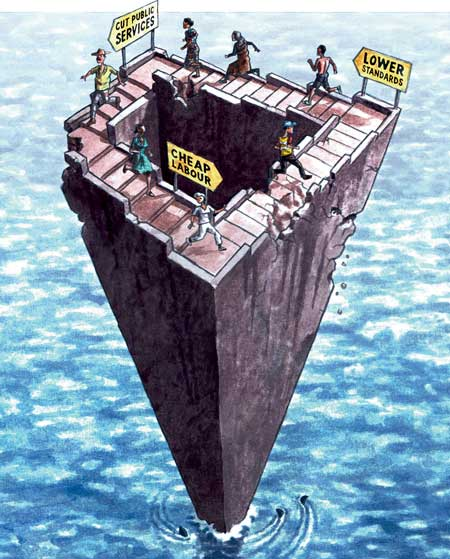 CUT PUBLIC
SERVICES
LOWER
STANDARDS
CHEAP
LABOUR